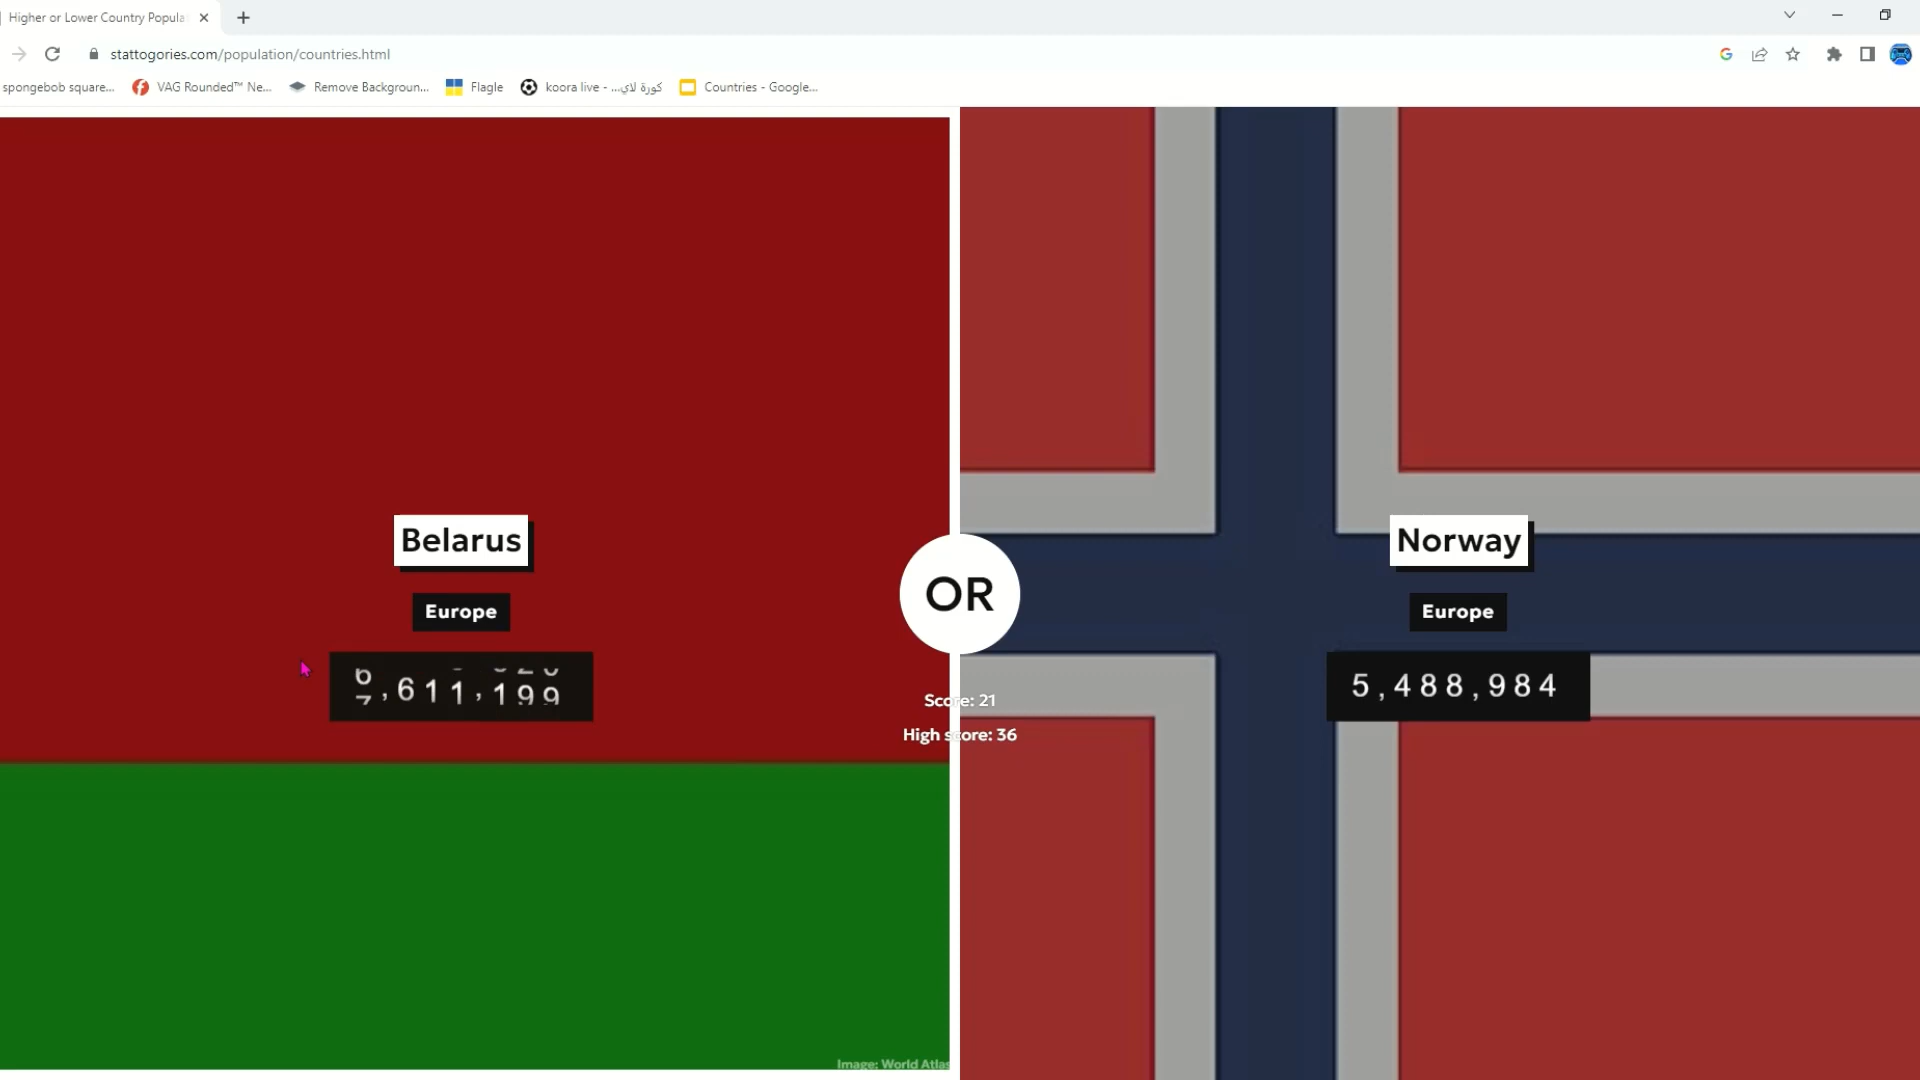 Higher or Lower Country Popula
stattogories.com/population/countries.html
spongebob square...
VAG Rounded™ Ne...
Remove Backgroun...
Flagle
koora live - ...كورة لاي
Countries - Google...
Belarus
Europe
OR
Score: 21
High score: 36
Norway
Europe
5,488,984
Image: World Atlas